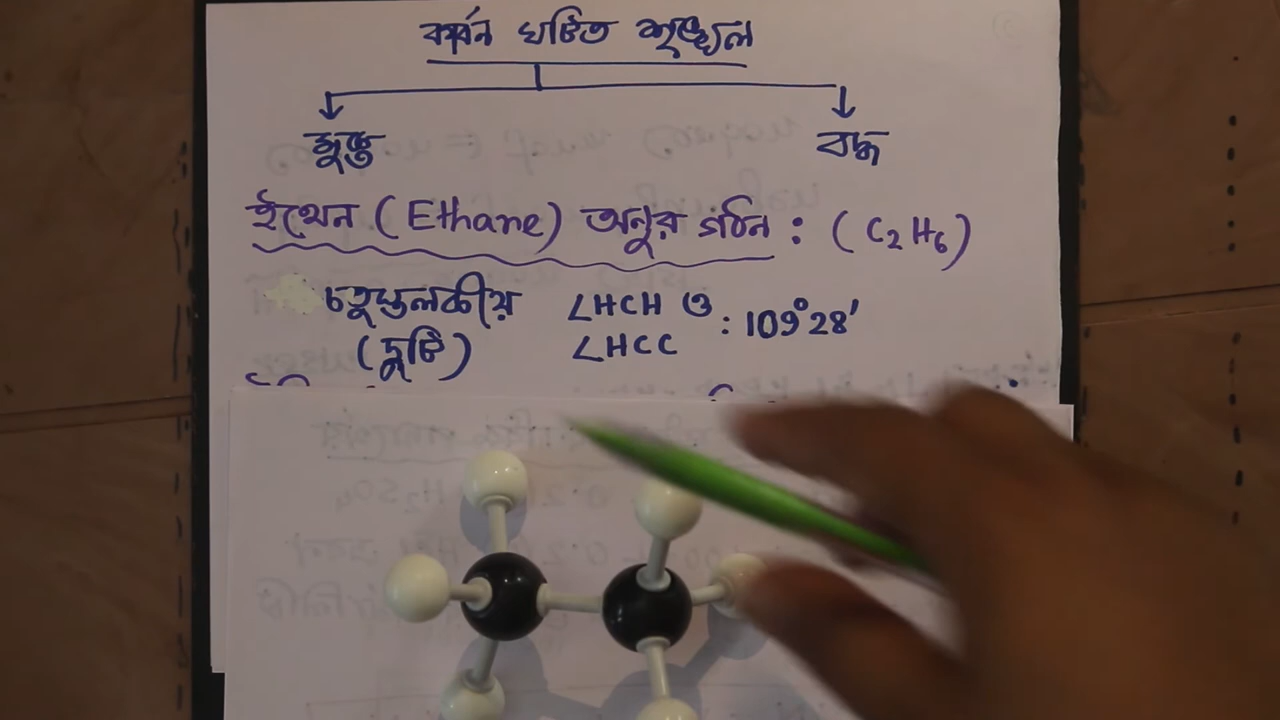 কার্বন ঘটিত শৃঙ্খল
মুক্ত বদ্ধ
ইথেন (Ethane) অনুর গঠন : (C₂H₆)
চতুস্তলকীয় ∠HCH ও : 109°28'
(দুটি) ∠HCC